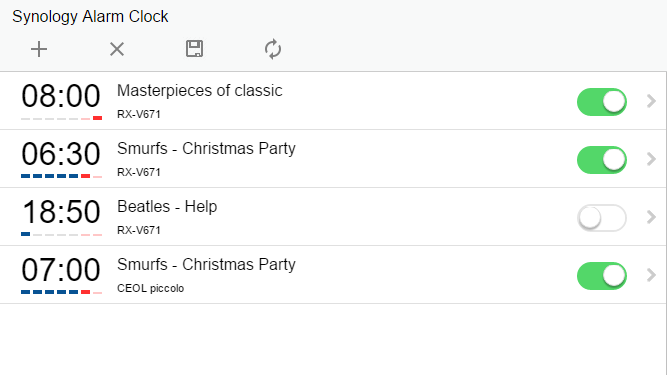 Synology Alarm Clock
08:00
Masterpieces of classic
RX-V671
06:30
Smurfs - Christmas Party
RX-V671
18:50
Beatles - Help
RX-V671
07:00
Smurfs - Christmas Party
CEOL piccolo